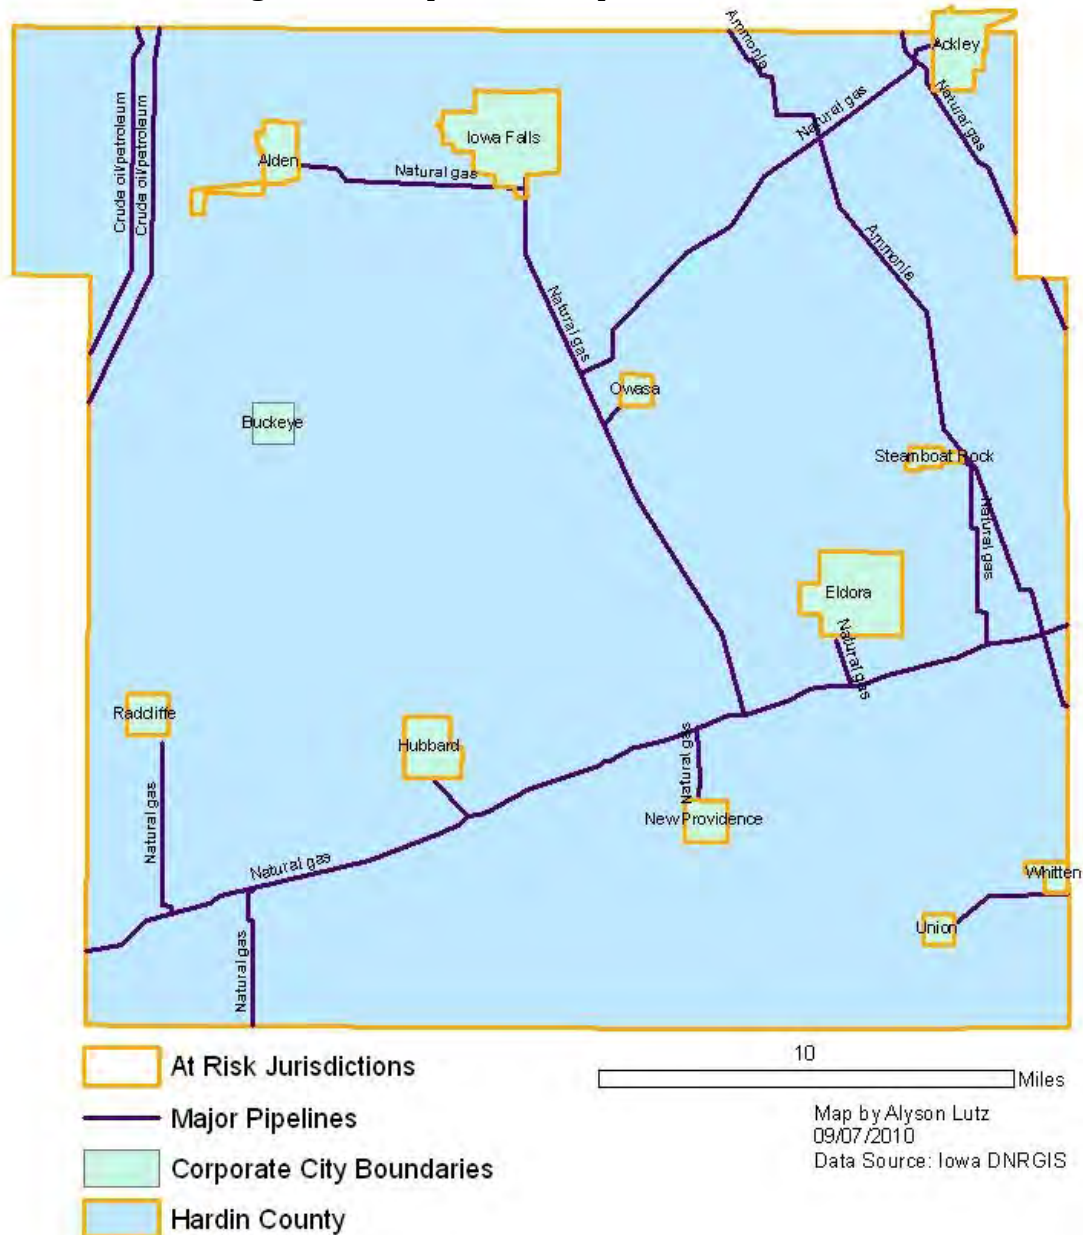 Ammonia
Ackley
Crude oil/petroleum
Crude oil/petroleum
Iowa Falls
Natural gas
Natural gas
Alden
Natural gas
Ammonia
Natural gas
Owasa
Buckeye
Steamboat Rock
Natural gas
Eldora
Natural gas
Radcliffe
Hubbard
Natural gas
New Providence
Natural gas
Natural gas
Whitten
Union
Natural gas
At Risk Jurisdictions
Major Pipelines
Corporate City Boundaries
Hardin County
10
Miles
Map by Alyson Lutz
09/07/2010
Data Source: Iowa DNRGIS